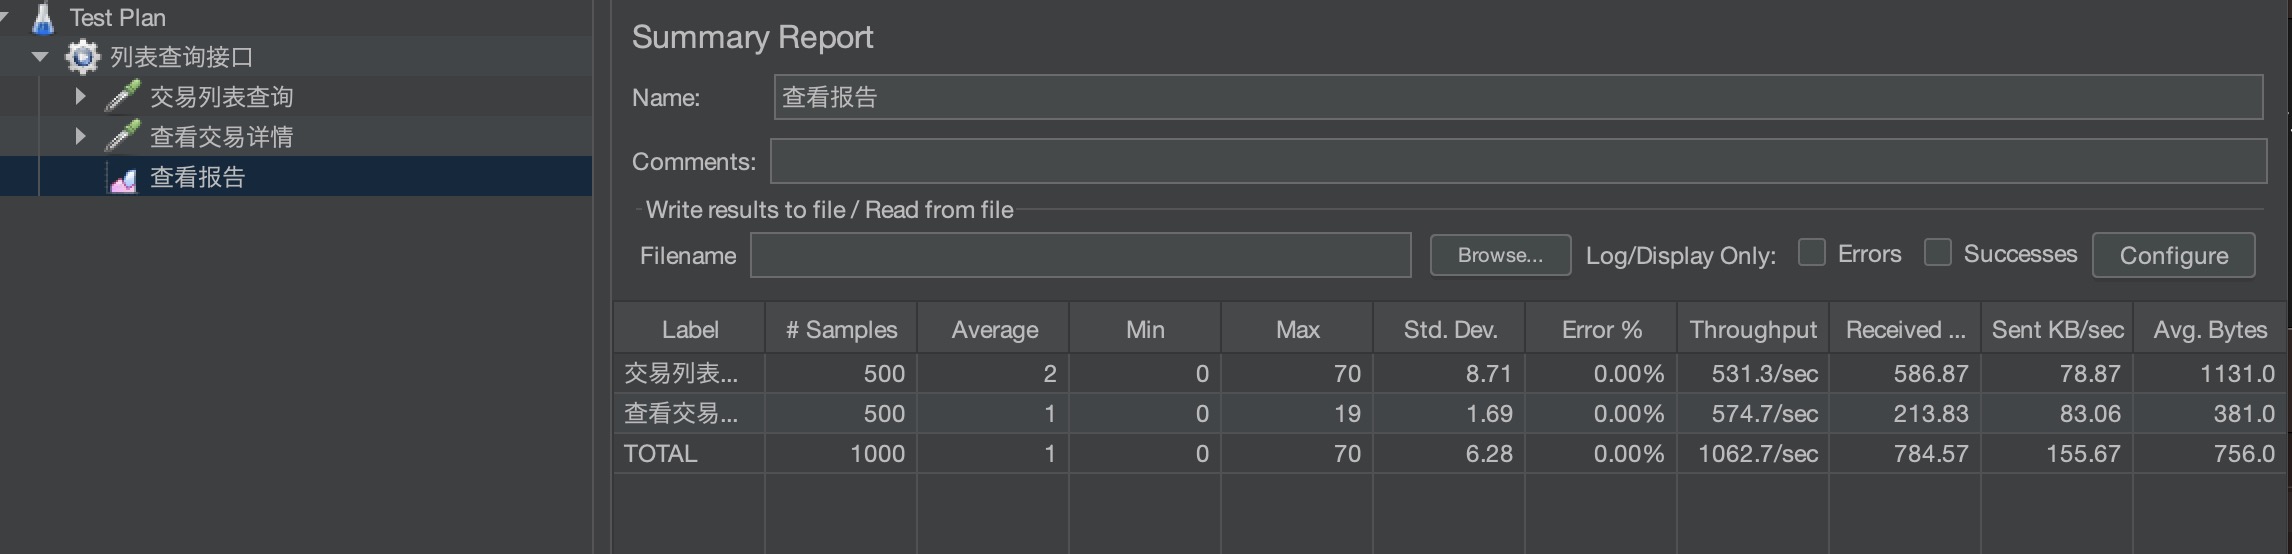 Test Plan
列表查询接口
交易列表查询
查看交易详情
查看报告
Summary Report
Name: 查看报告
Comments:
Write results to file / Read from file
Filename Browse... Log/Display Only: Errors Successes Configure
Label # Samples Average Min Max Std. Dev. Error % Throughput Received ... Sent KB/sec Avg. Bytes
交易列表... 500 2 0 70 8.71 0.00% 531.3/sec 586.87 78.87 1131.0
查看交易... 500 1 0 19 1.69 0.00% 574.7/sec 213.83 83.06 381.0
TOTAL 1000 1 0 70 6.28 0.00% 1062.7/sec 784.57 155.67 756.0